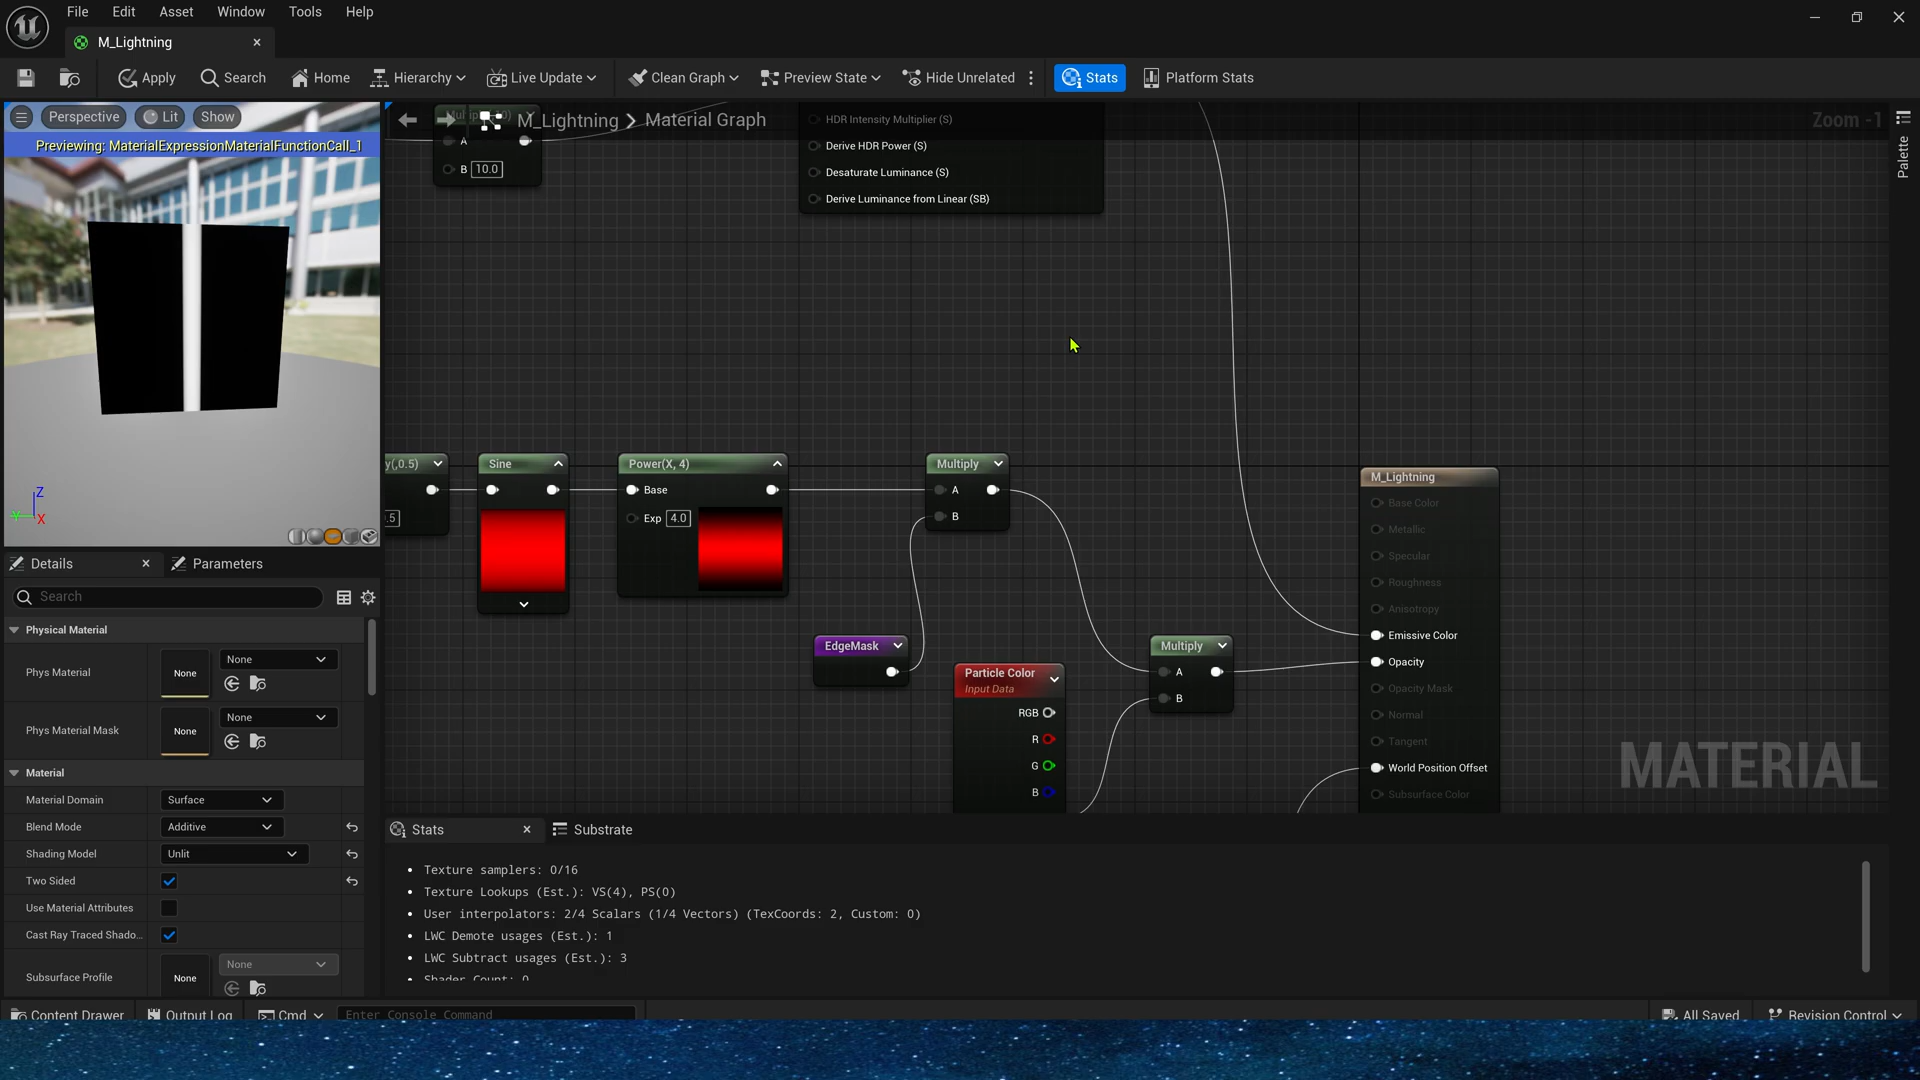 File Edit Asset Window Tools Help
M_Lightning
Apply Search Home Hierarchy Live Update Clean Graph Preview State Hide Unrelated Stats Platform Stats
Perspective Lit Show
Previewing: MaterialExpressionMaterialFunctionCall_1
Z
X
M_Lightning > Material Graph
Zoom -1
Palette
A
B 10.0
HDR Intensity Multiplier (S)
Derive HDR Power (S)
Desaturate Luminance (S)
Derive Luminance from Linear (SB)
y(,0.5)
.5
Sine
Power(X, 4)
Base
Exp 4.0
Multiply
A
B
EdgeMask
Particle Color
Input Data
RGB
R
G
B
Multiply
A
B
M_Lightning
Base Color
Metallic
Specular
Roughness
Anisotropy
Emissive Color
Opacity
Opacity Mask
Normal
Tangent
World Position Offset
Subsurface Color
MATERIAL
Details Parameters
Search
Physical Material
Phys Material None None
Phys Material Mask None None
Material
Material Domain Surface
Blend Mode Additive
Shading Model Unlit
Two Sided
Use Material Attributes
Cast Ray Traced Shado...
Subsurface Profile None None
Stats Substrate
• Texture samplers: 0/16
• Texture Lookups (Est.): VS(4), PS(0)
• User interpolators: 2/4 Scalars (1/4 Vectors) (TexCoords: 2, Custom: 0)
• LWC Demote usages (Est.): 1
• LWC Subtract usages (Est.): 3
• Shader Count: 0
Content Drawer Output Log Cmd Enter Console Command All Saved Revision Control